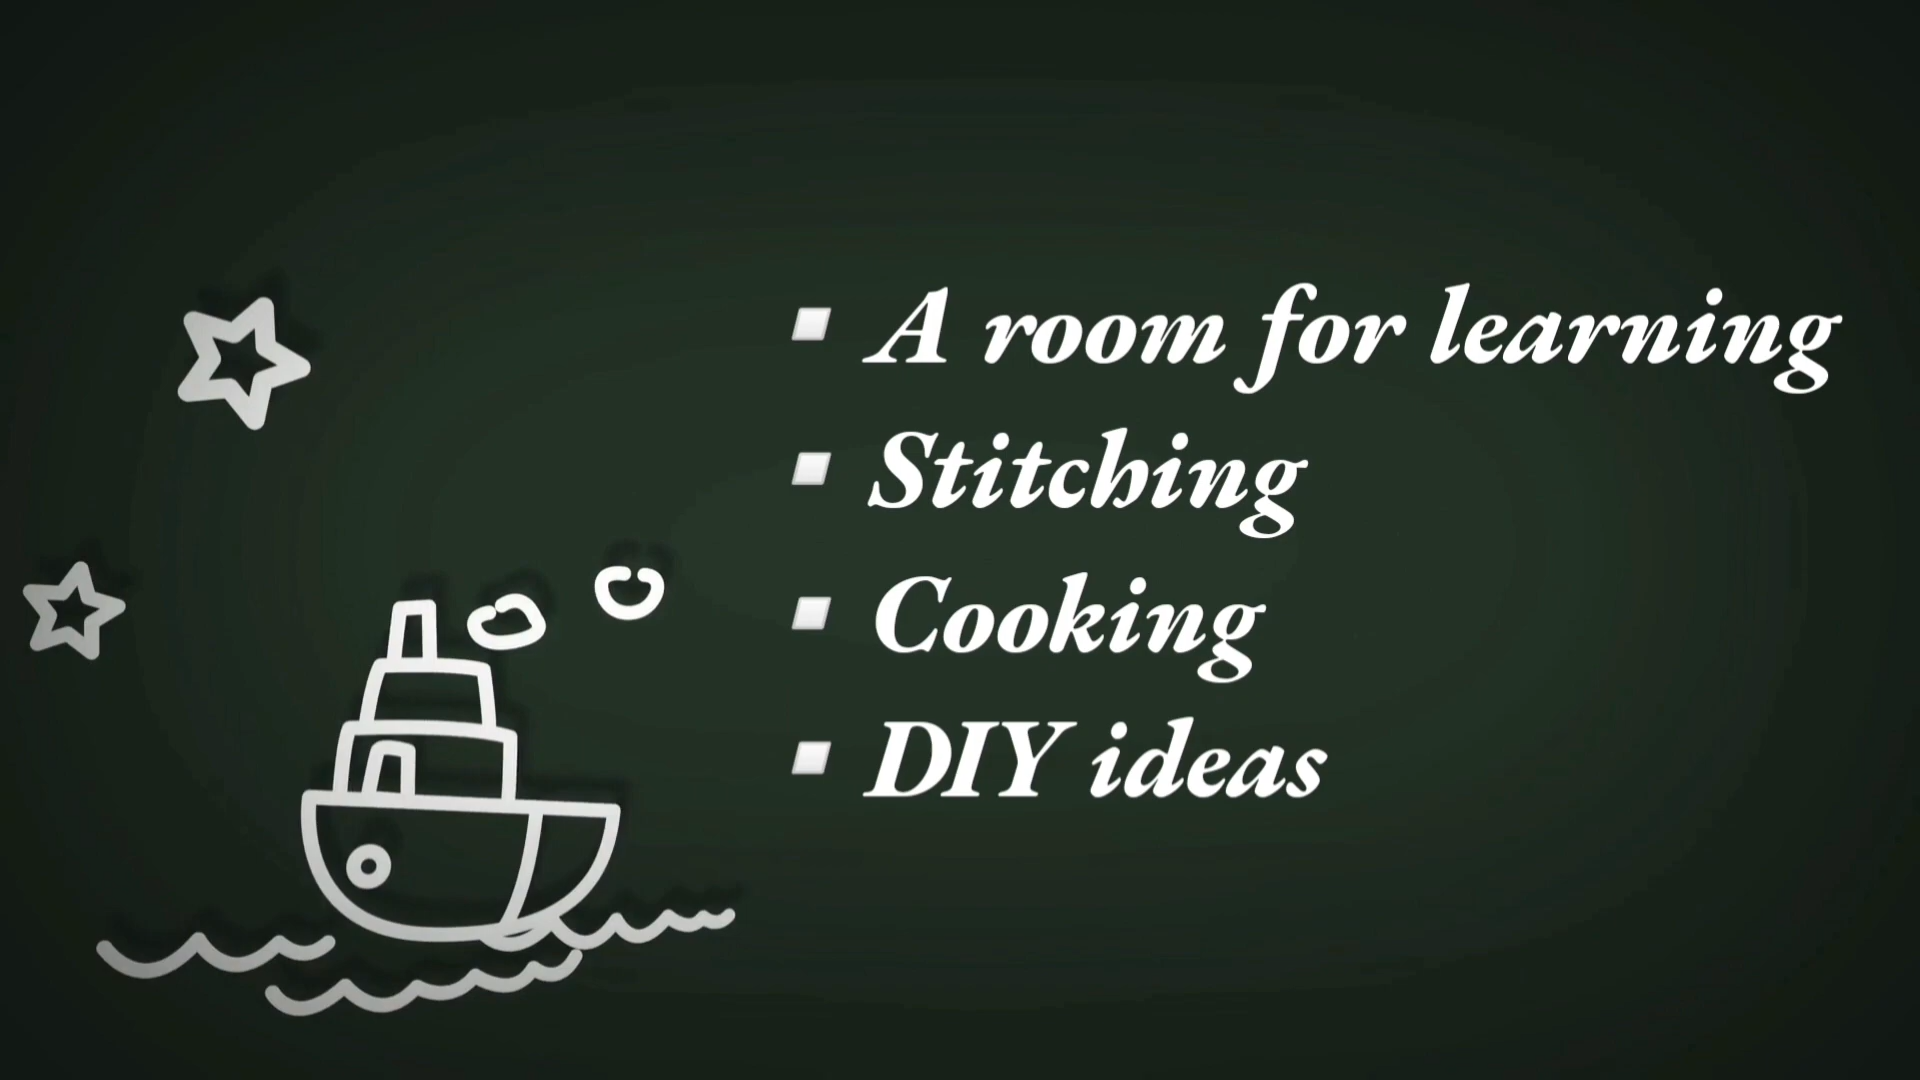 ▪ A room for learning
▪ Stitching
▪ Cooking
▪ DIY ideas